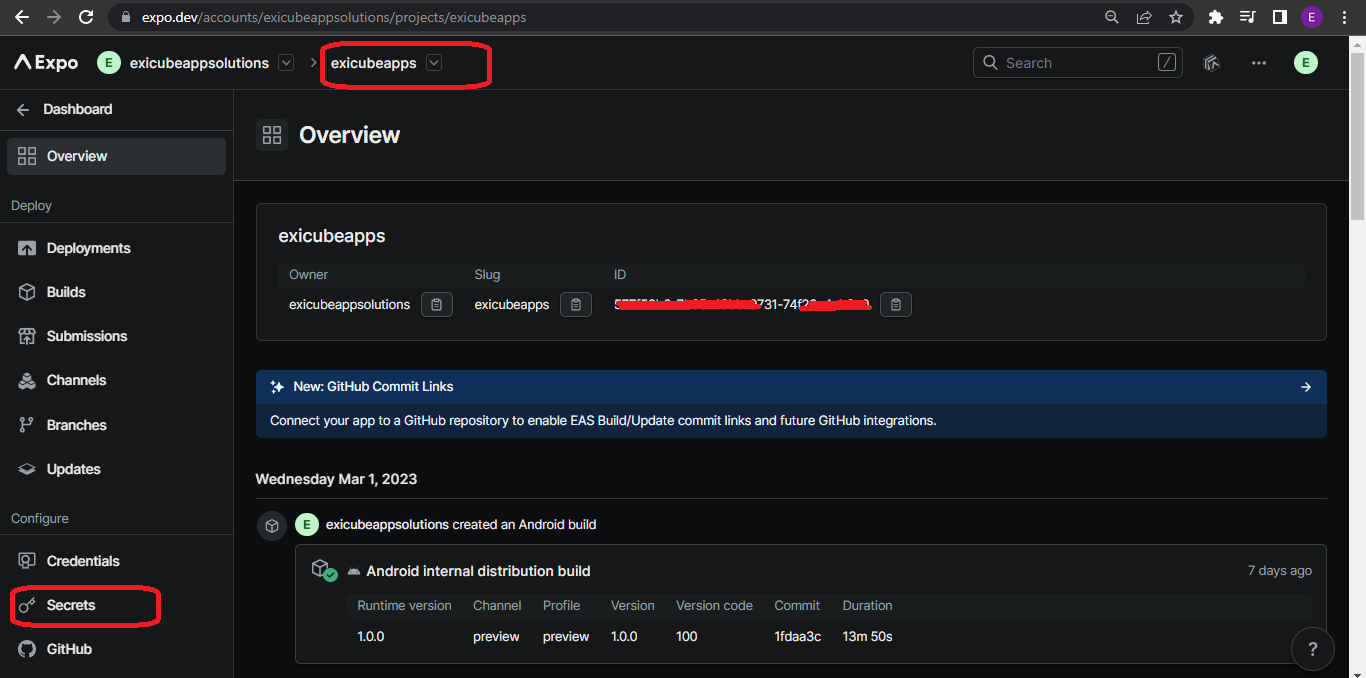 expo.dev/accounts/exicubeappsolutions/projects/exicubeapps
E
Expo E exicubeappsolutions exicubeapps Search / E
Dashboard
Overview
Deploy
Deployments
Builds
Submissions
Channels
Branches
Updates
Configure
Credentials
Secrets
GitHub
Overview
exicubeapps
Owner Slug ID
exicubeappsolutions exicubeapps
New: GitHub Commit Links
Connect your app to a GitHub repository to enable EAS Build/Update commit links and future GitHub integrations.
Wednesday Mar 1, 2023
E exicubeappsolutions created an Android build
Android internal distribution build 7 days ago
Runtime version Channel Profile Version Version code Commit Duration
1.0.0 preview preview 1.0.0 100 1fdaa3c 13m 50s
?